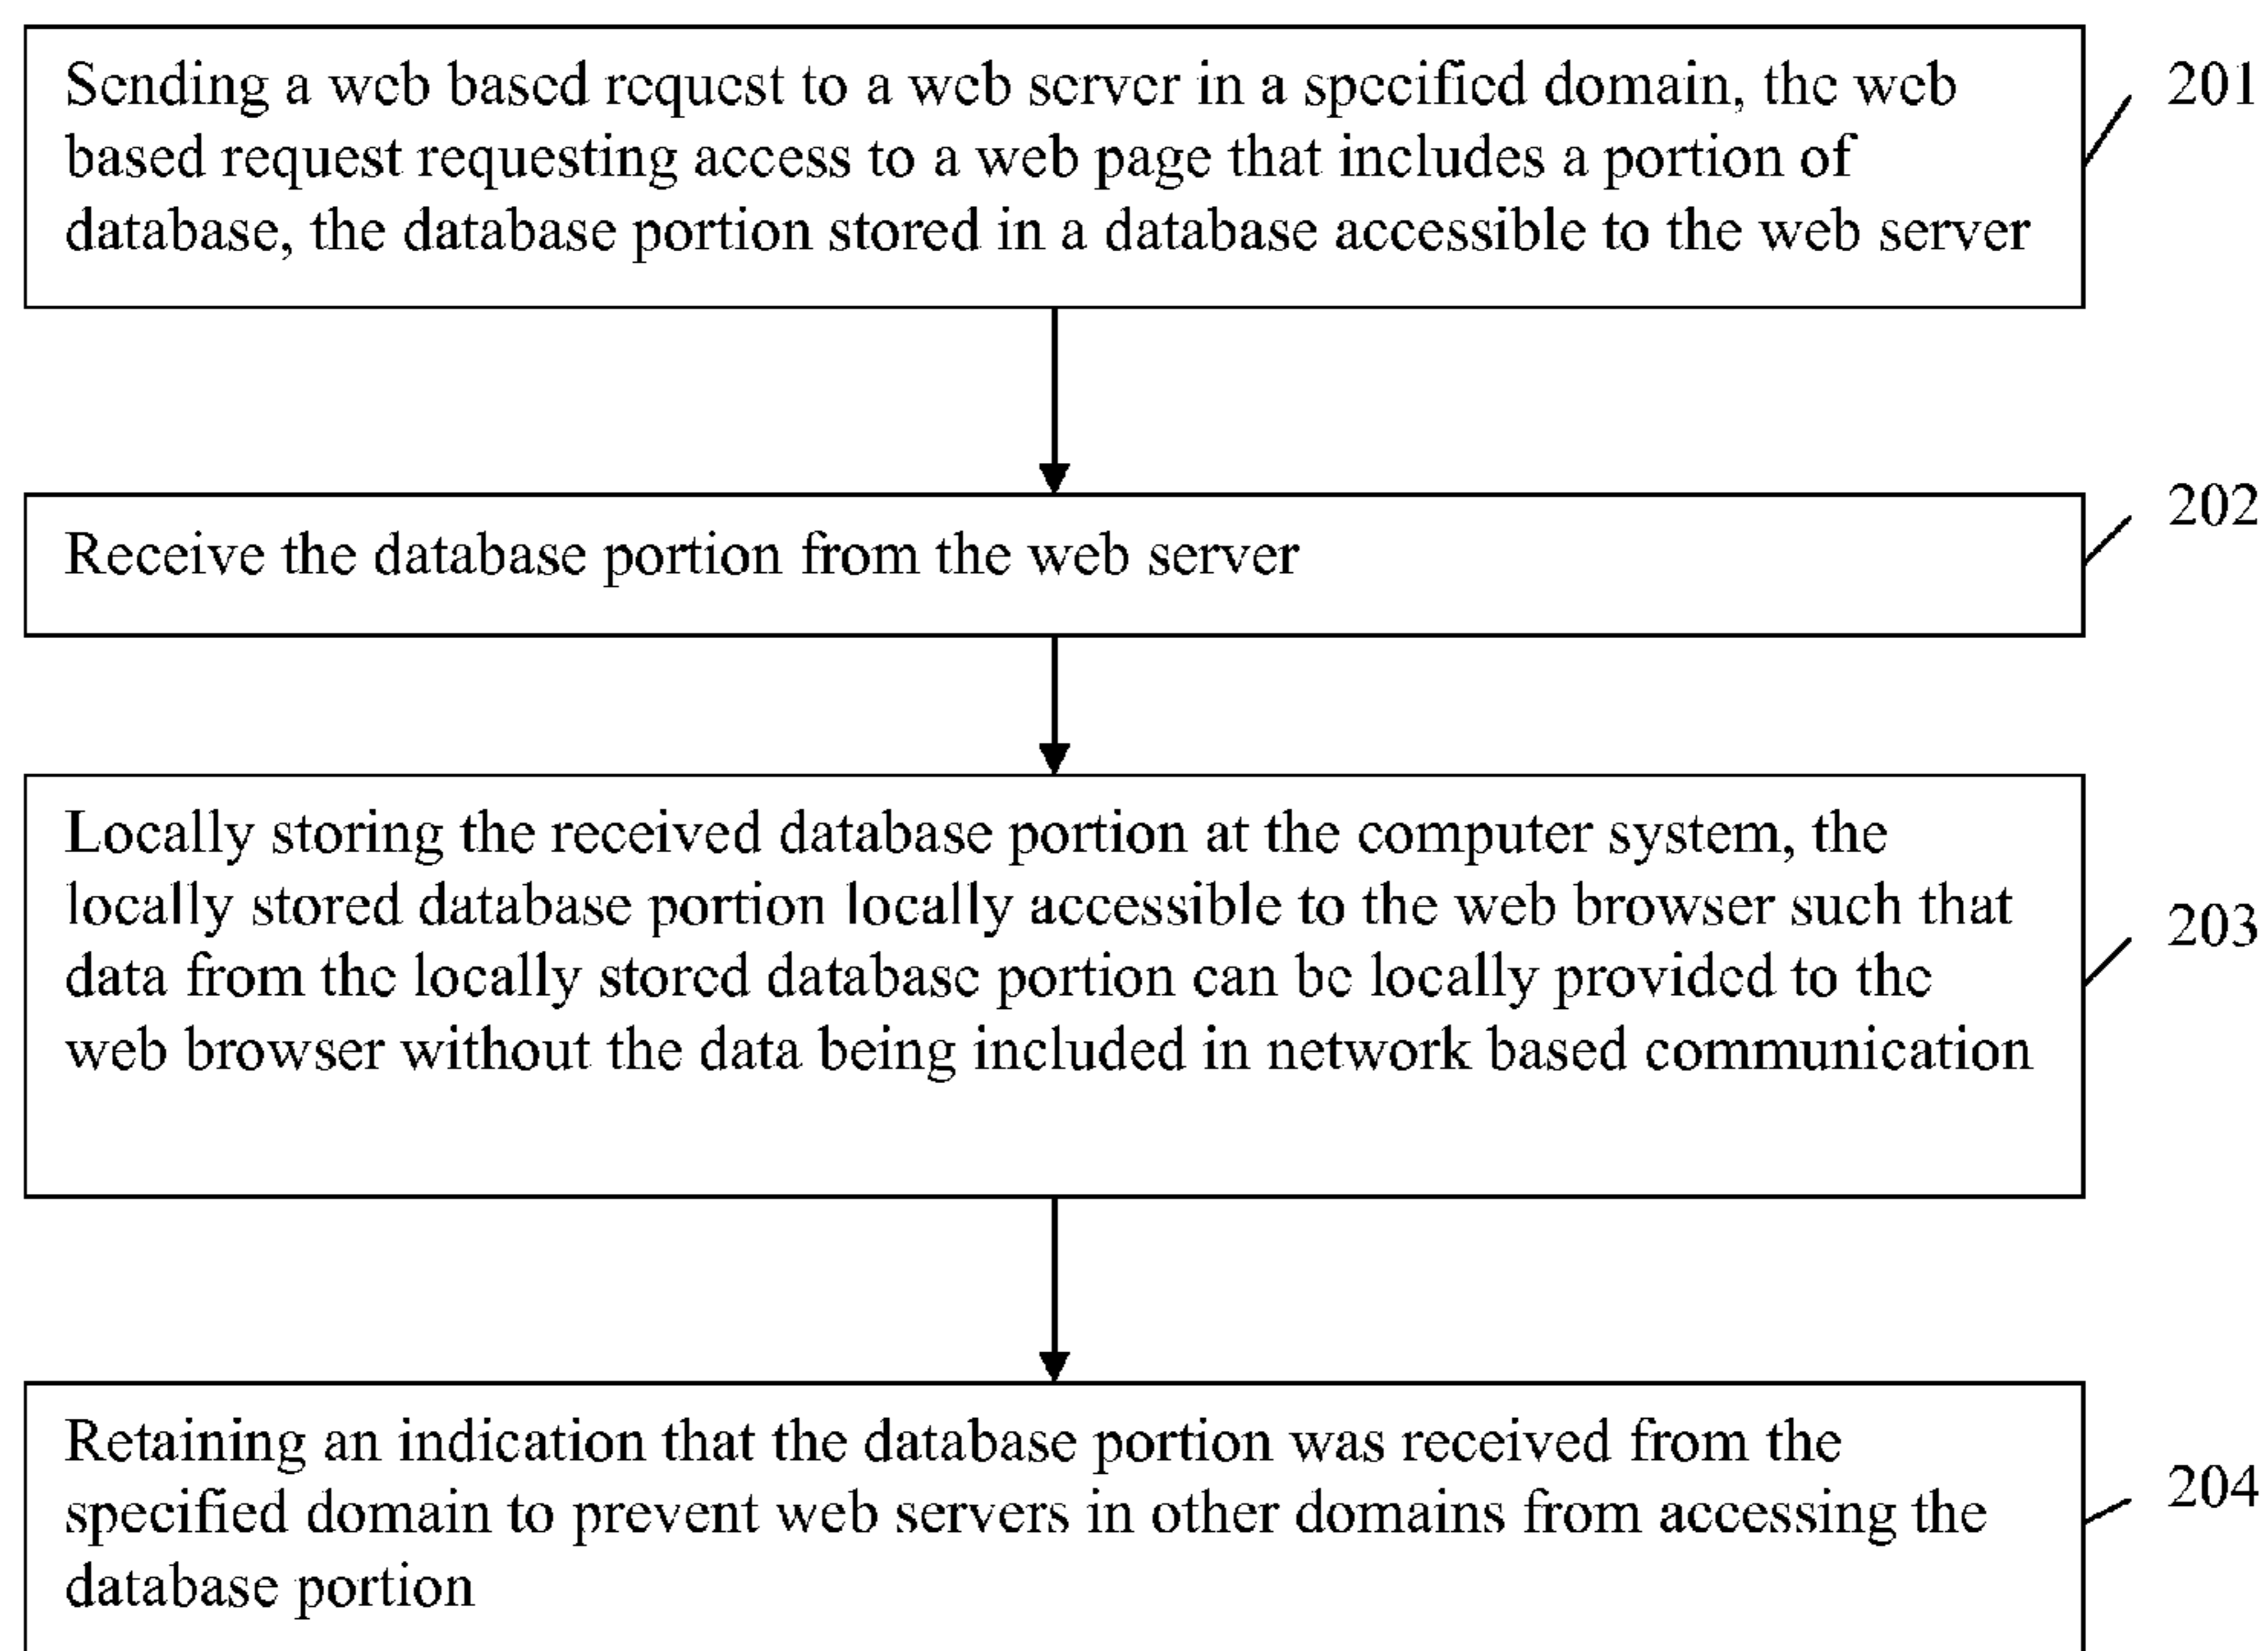 Sending a web based request to a web server in a specified domain, the web
201
based request requesting access to a web page that includes a portion of
database, the database portion stored in a database accessible to the web server
202
Receive the database portion from the web server
Locally storing the received database portion at the computer system, the
locally stored database portion locally accessible to the web browser such that
203
data from the locally stored database portion can be locally provided to the
web browser without the data being included in network based communication
Retaining an indication that the database portion was received from the
204
specified domain to prevent web servers in other domains from accessing the
database portion